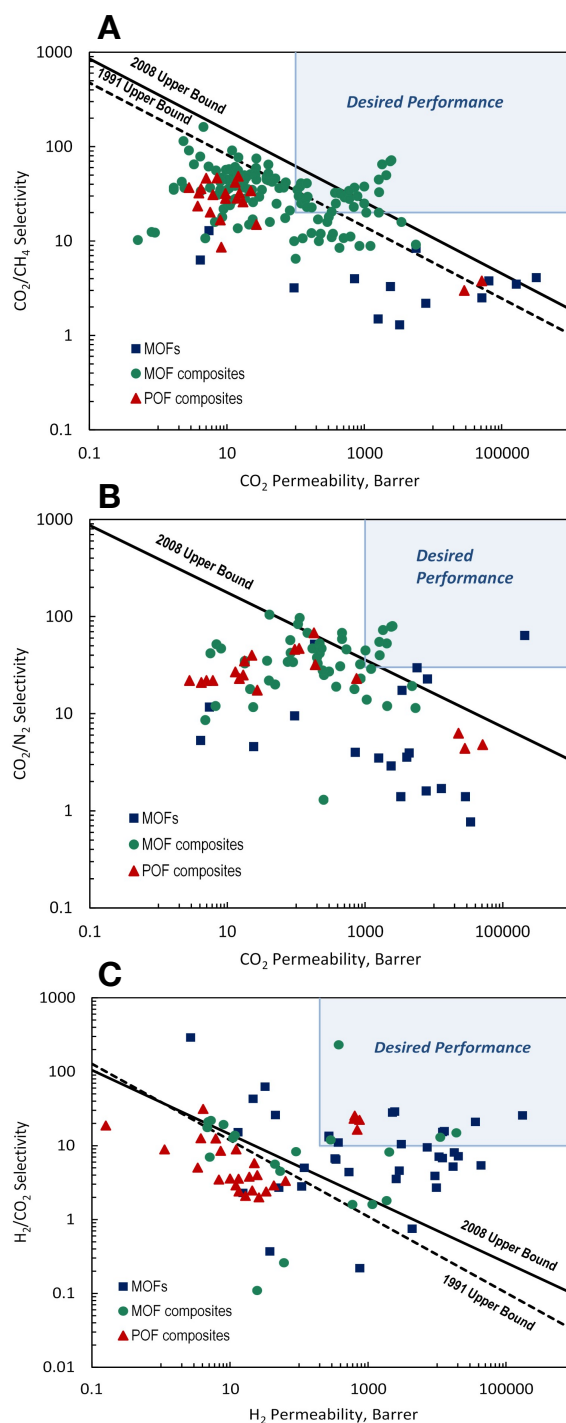 A
1000
2008 Upper Bound
1991 Upper Bound
Desired Performance
100
CO2/CH4 Selectivity
10
1
MOFs
MOF composites
POF composites
0.1
0.1 10 1000 100000
CO2 Permeability, Barrer
B
1000
2008 Upper Bound
Desired
Performance
100
CO2/N2 Selectivity
10
1
MOFs
MOF composites
POF composites
0.1
0.1 10 1000 100000
CO2 Permeability, Barrer
C
1000
Desired Performance
100
10
H2/CO2 Selectivity
1
2008 Upper Bound
1991 Upper Bound
MOFs
0.1
MOF composites
POF composites
0.01
0.1 10 1000 100000
H2 Permeability, Barrer